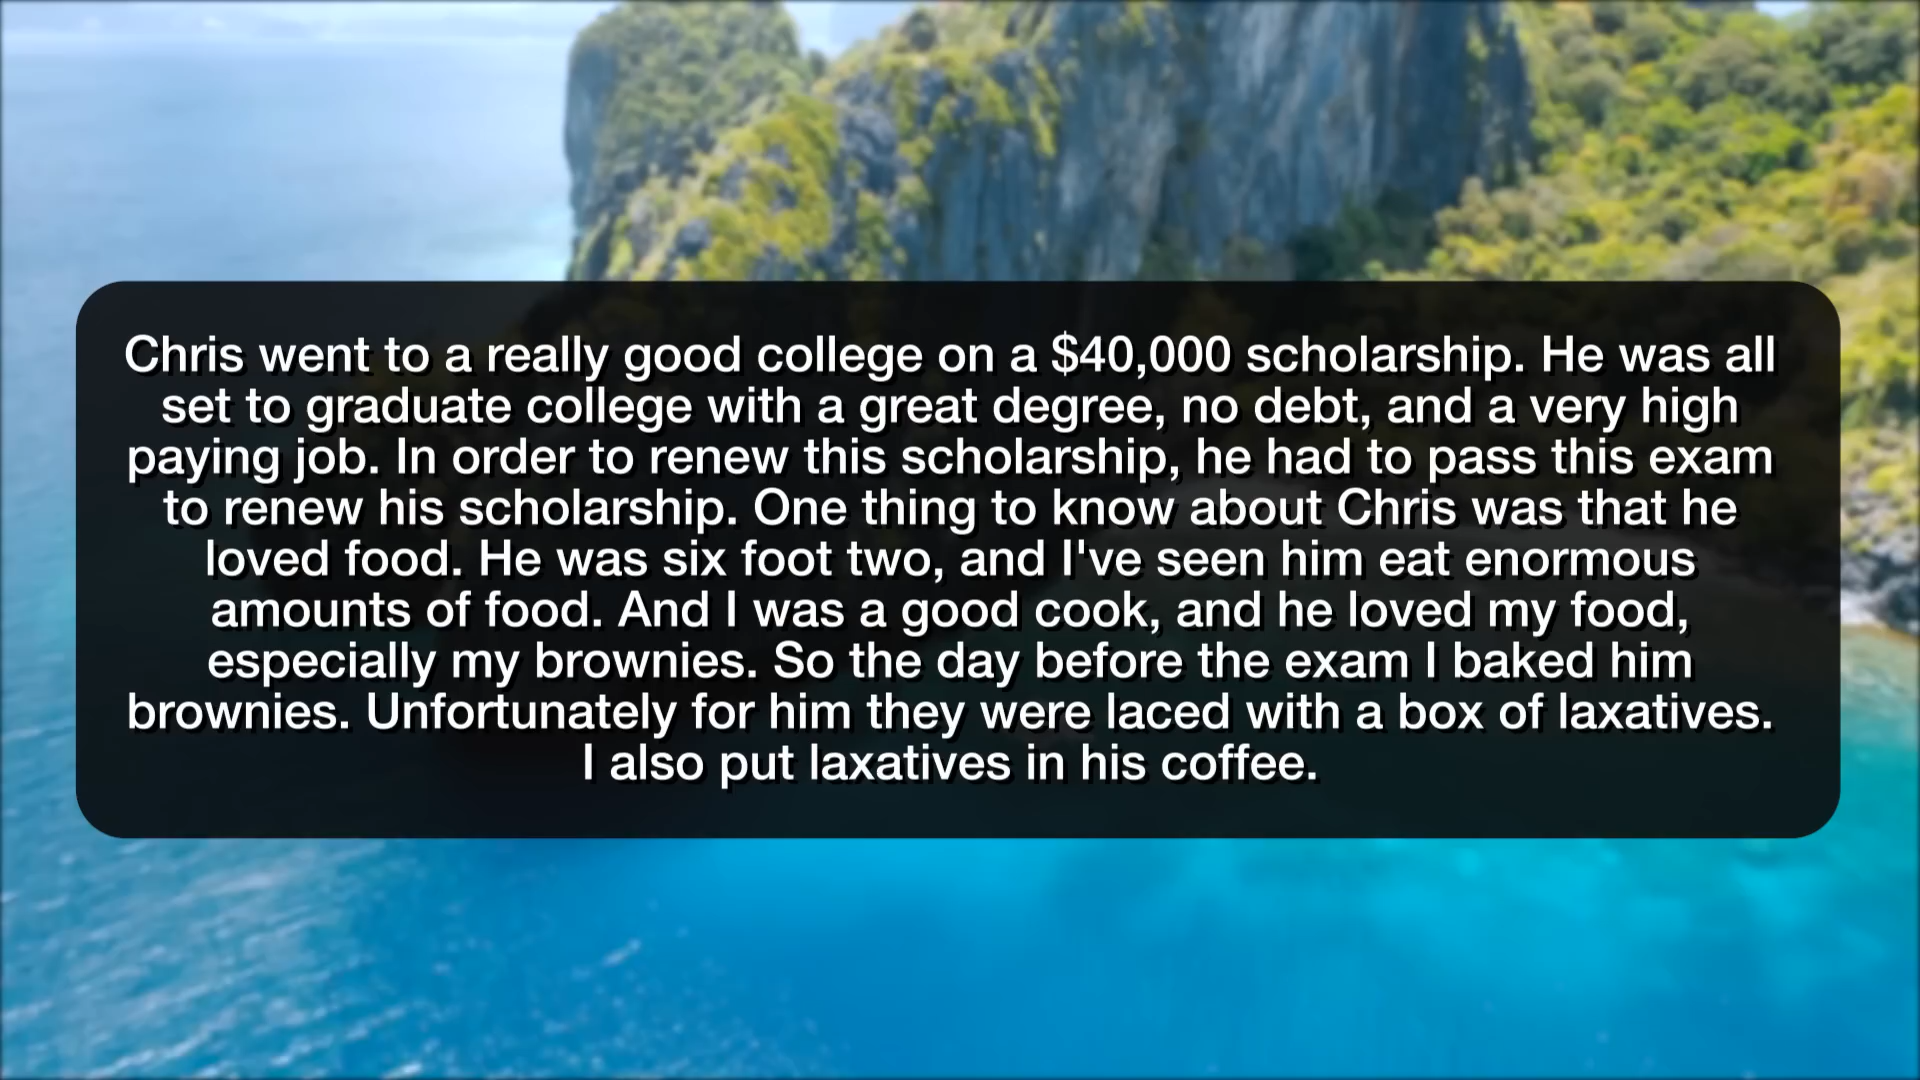 Chris went to a really good college on a $40,000 scholarship. He was all
set to graduate college with a great degree, no debt, and a very high
paying job. In order to renew this scholarship, he had to pass this exam
to renew his scholarship. One thing to know about Chris was that he
loved food. He was six foot two, and I've seen him eat enormous
amounts of food. And I was a good cook, and he loved my food,
especially my brownies. So the day before the exam I baked him
brownies. Unfortunately for him they were laced with a box of laxatives.
I also put laxatives in his coffee.